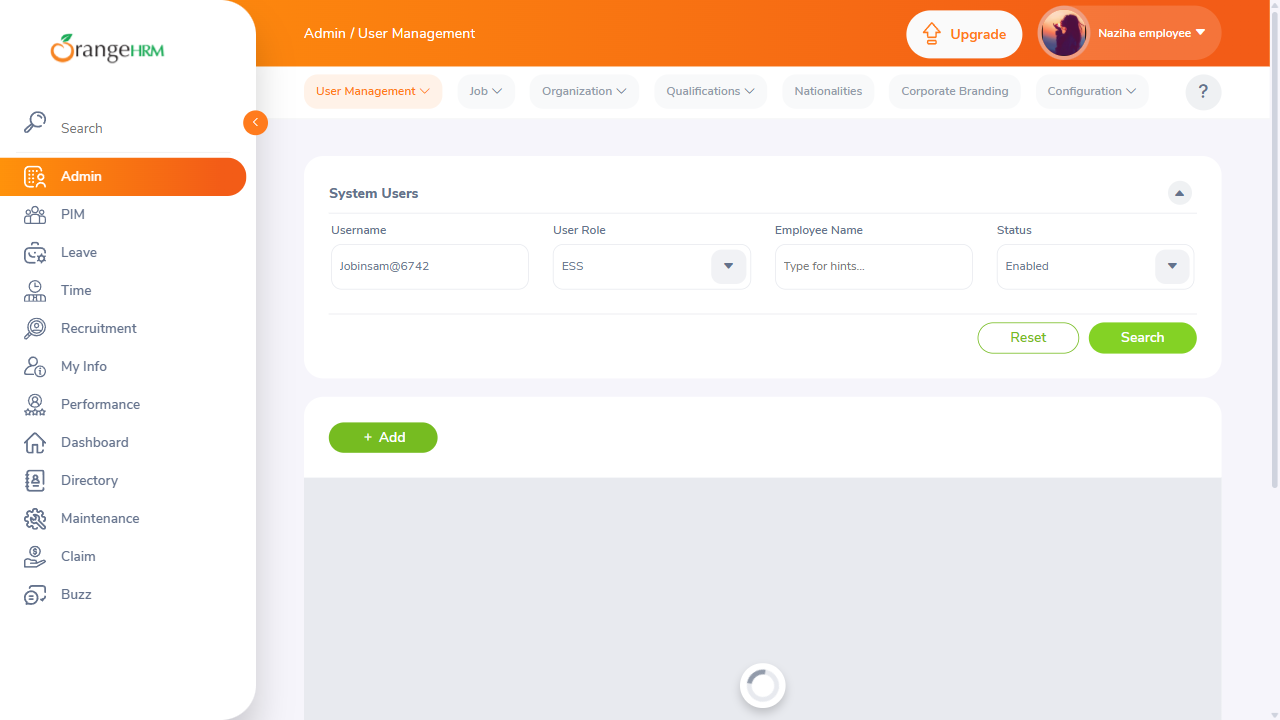 OrangeHRM
Search
Admin
PIM
Leave
Time
Recruitment
My Info
Performance
Dashboard
Directory
Maintenance
Claim
Buzz
Admin / User Management
Upgrade
Naziha employee
User Management
Job
Organization
Qualifications
Nationalities
Corporate Branding
Configuration
?
System Users
Username
User Role
Employee Name
Status
Jobinsam@6742
ESS
Type for hints...
Enabled
Reset
Search
+ Add